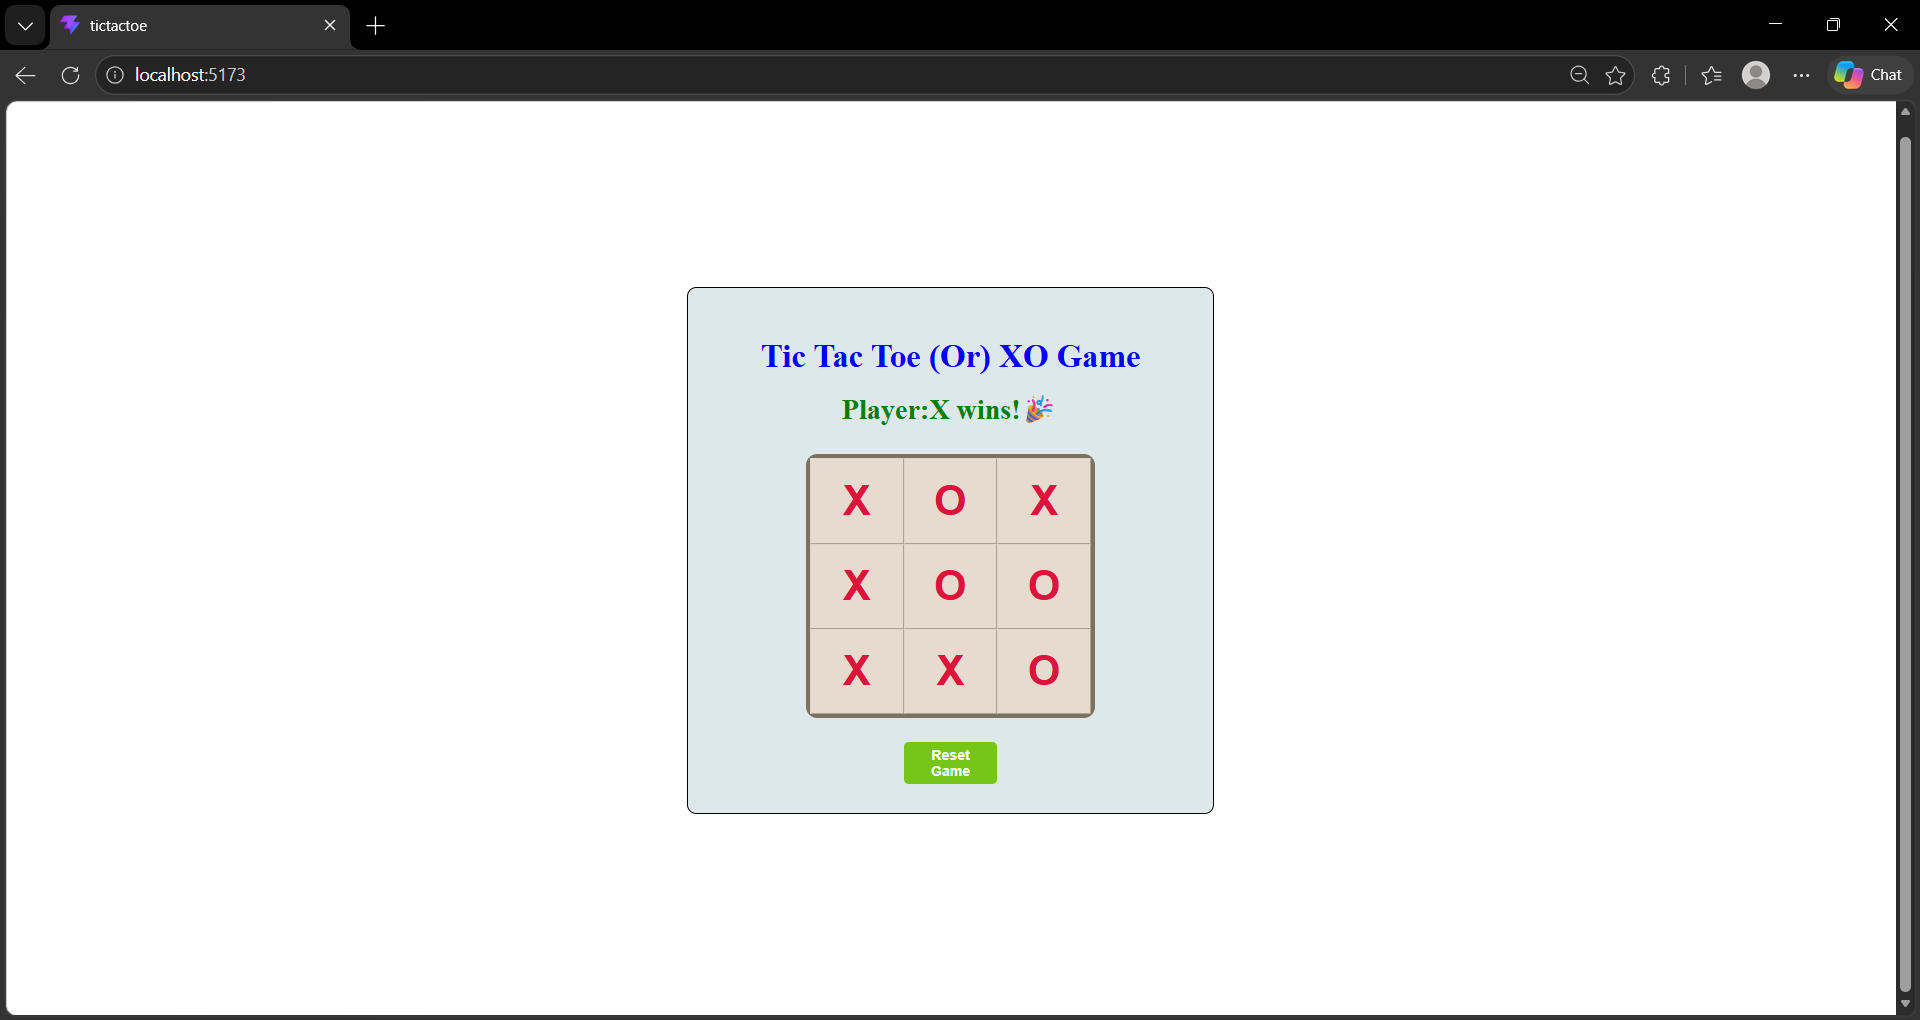 tictactoe
localhost:5173
Chat
Tic Tac Toe (Or) XO Game
Player:X wins!🎉
X O X
X O O
X X O
Reset
Game